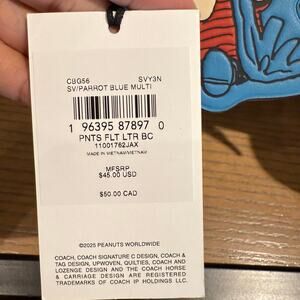 CBG56 SVY3N
SV/PARROT BLUE MULTI
1 96395 87897 0
PNTS FLT LTR BC
11001762JAX
MADE IN VIETNAM/VIETNAM
MFSRP
$45.00 USD
$50.00 CAD
©2025 PEANUTS WORLDWIDE
COACH, COACH SIGNATURE C DESIGN, COACH &
TAG DESIGN, UPWOVEN, QUILTIES, COACH AND
LOZENGE DESIGN AND THE COACH HORSE
& CARRIAGE DESIGN ARE REGISTERED
TRADEMARKS OF COACH IP HOLDINGS LLC.